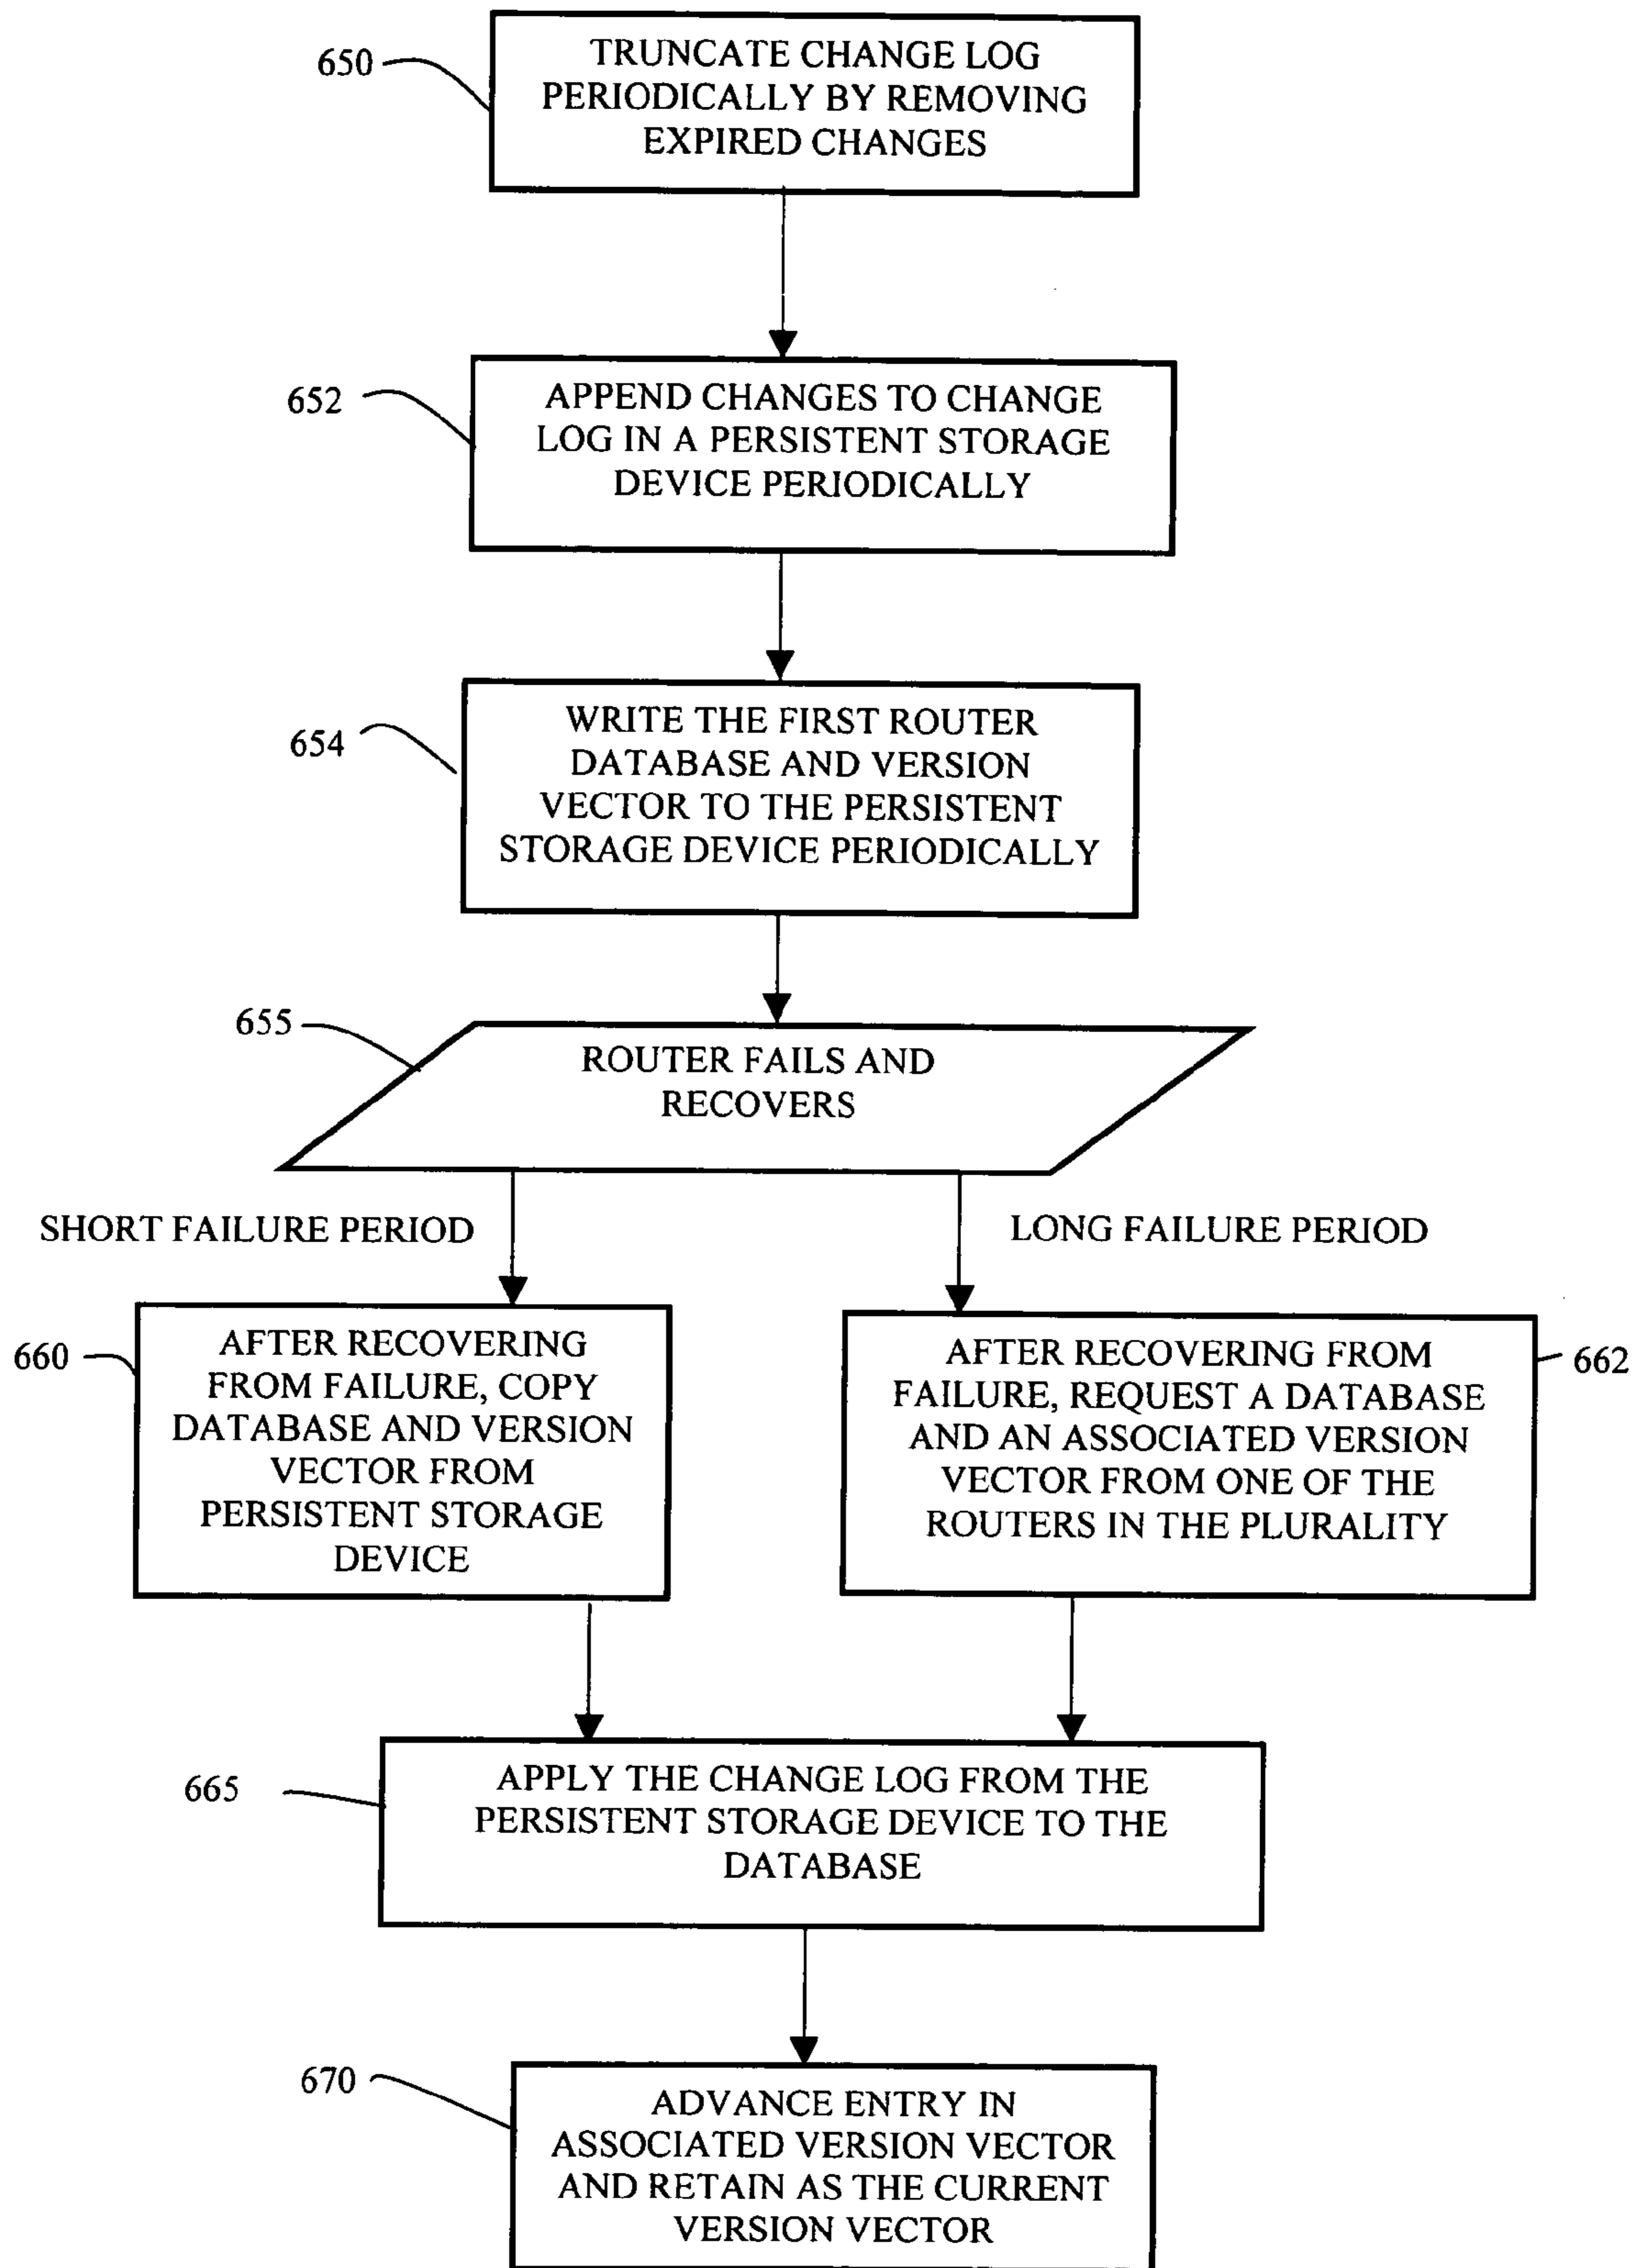 650
TRUNCATE CHANGE LOG
PERIODICALLY BY REMOVING
EXPIRED CHANGES
652
APPEND CHANGES TO CHANGE
LOG IN A PERSISTENT STORAGE
DEVICE PERIODICALLY
654
WRITE THE FIRST ROUTER
DATABASE AND VERSION
VECTOR TO THE PERSISTENT
STORAGE DEVICE PERIODICALLY
655
ROUTER FAILS AND
RECOVERS
SHORT FAILURE PERIOD
LONG FAILURE PERIOD
660
AFTER RECOVERING
FROM FAILURE, COPY
DATABASE AND VERSION
VECTOR FROM
PERSISTENT STORAGE
DEVICE
662
AFTER RECOVERING FROM
FAILURE, REQUEST A DATABASE
AND AN ASSOCIATED VERSION
VECTOR FROM ONE OF THE
ROUTERS IN THE PLURALITY
665
APPLY THE CHANGE LOG FROM THE
PERSISTENT STORAGE DEVICE TO THE
DATABASE
670
ADVANCE ENTRY IN
ASSOCIATED VERSION VECTOR
AND RETAIN AS THE CURRENT
VERSION VECTOR